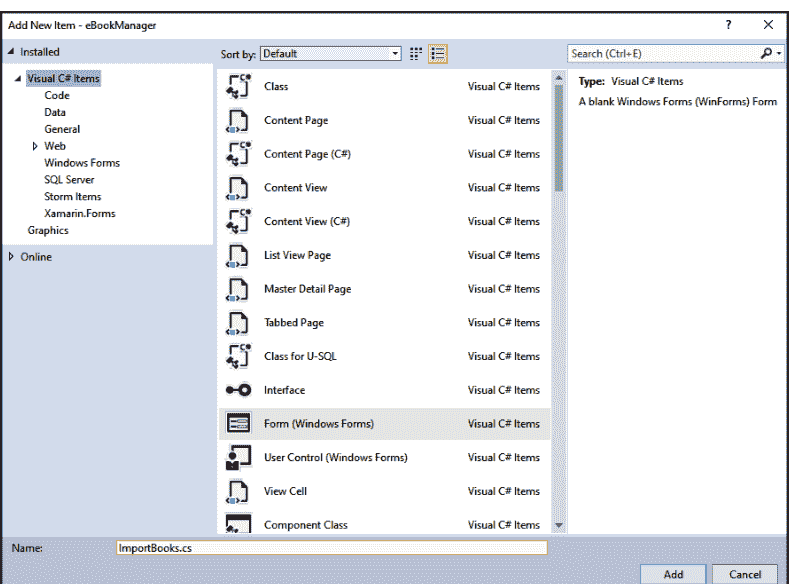 Add New Item - eBookManager ? ×
Installed
Sort by: Default
Search (Ctrl+E)
Visual C# Items
Code
Data
General
Web
Windows Forms
SQL Server
Storm Items
Xamarin.Forms
Graphics
Online
Class Visual C# Items
Content Page Visual C# Items
Content Page (C#) Visual C# Items
Content View Visual C# Items
Content View (C#) Visual C# Items
List View Page Visual C# Items
Master Detail Page Visual C# Items
Tabbed Page Visual C# Items
Class for U-SQL Visual C# Items
Interface Visual C# Items
Form (Windows Forms) Visual C# Items
User Control (Windows Forms) Visual C# Items
View Cell Visual C# Items
Component Class Visual C# Items
Type: Visual C# Items
A blank Windows Forms (WinForms) Form
Name: ImportBooks.cs
Add Cancel